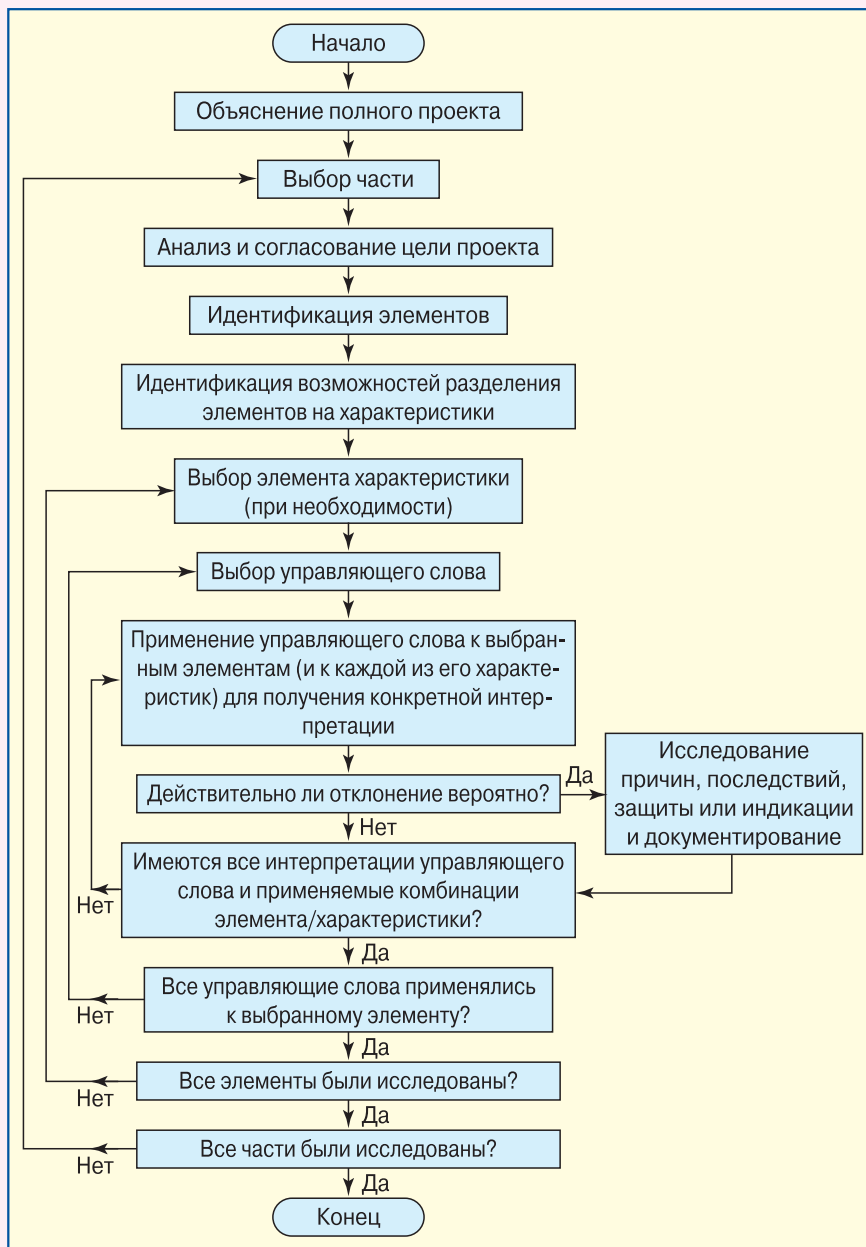 Начало
Объяснение полного проекта
Выбор части
Анализ и согласование цели проекта
Идентификация элементов
Идентификация возможностей разделения
элементов на характеристики
Выбор элемента характеристики
(при необходимости)
Выбор управляющего слова
Применение управляющего слова к выбран-
ным элементам (и к каждой из его характе-
ристик) для получения конкретной интер-
претации
Действительно ли отклонение вероятно?
Да
Исследование
причин, последствий,
защиты или индикации
и документирование
Нет
Имеются все интерпретации управляющего
слова и применяемые комбинации
элемента/характеристики?
Нет
Да
Все управляющие слова применялись
к выбранному элементу?
Нет
Да
Все элементы были исследованы?
Нет
Да
Все части были исследованы?
Нет
Да
Конец